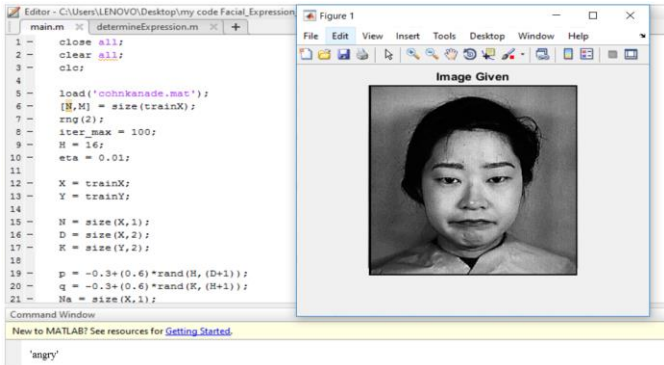 Editor - C:\Users\LENOVO\Desktop\my code Facial_Expression
main.m × determineExpression.m × +
1 - close all;
2 - clear all;
3 - clc;
4
5 - load('cohnkanade.mat');
6 - [N,M] = size(trainX);
7 - rng(2);
8 - iter_max = 100;
9 - H = 16;
10 - eta = 0.01;
11
12 - X = trainX;
13 - Y = trainY;
14
15 - N = size(X,1);
16 - D = size(X,2);
17 - K = size(Y,2);
18
19 - p = -0.3+(0.6)*rand(H,(D+1));
20 - q = -0.3+(0.6)*rand(K,(H+1));
21 - Na = size(X,1);
Command Window
New to MATLAB? See resources for Getting Started.
'angry'
Figure 1
File Edit View Insert Tools Desktop Window Help
Image Given